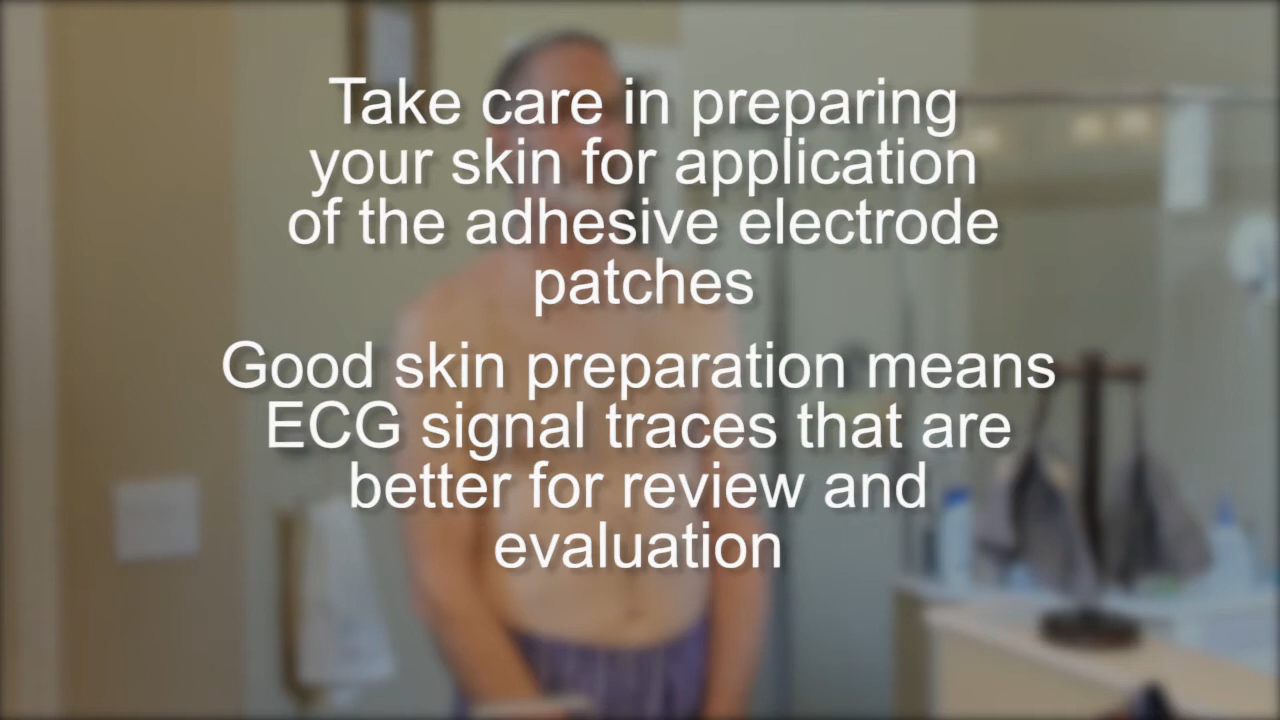 Take care in preparing
your skin for application
of the adhesive electrode
patches
Good skin preparation means
ECG signal traces that are
better for review and
evaluation